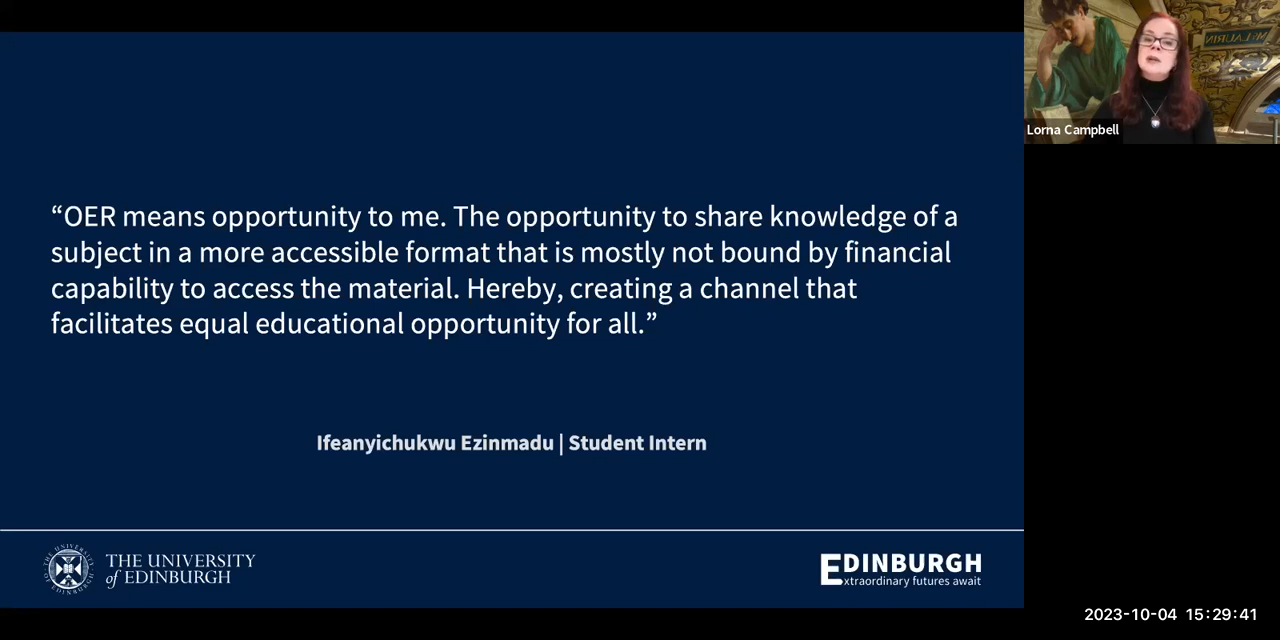 “OER means opportunity to me. The opportunity to share knowledge of a
subject in a more accessible format that is mostly not bound by financial
capability to access the material. Hereby, creating a channel that
facilitates equal educational opportunity for all.”
Ifeanyichukwu Ezinmadu | Student Intern
THE UNIVERSITY
of EDINBURGH
EDINBURGH
xtraordinary futures await
Lorna Campbell
2023-10-04 15:29:41